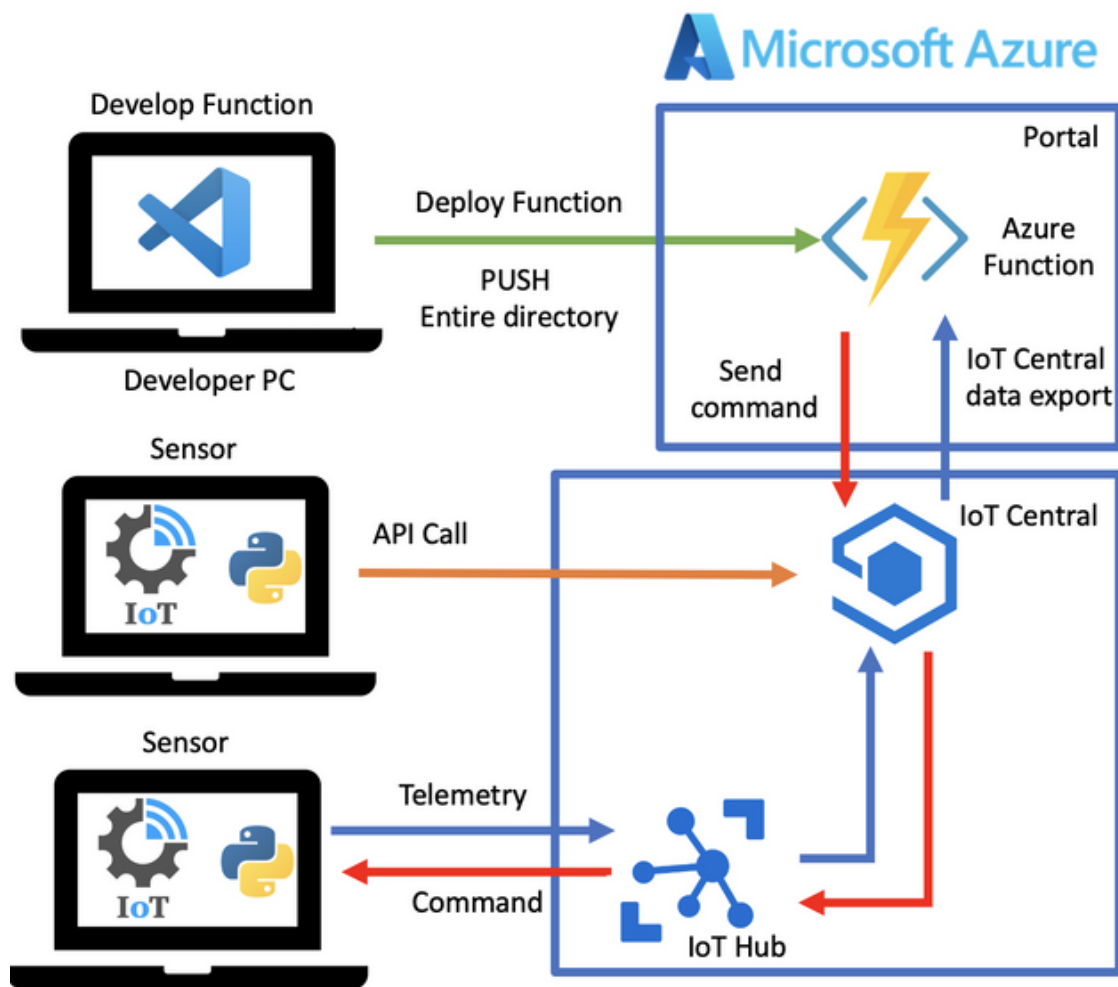 Microsoft Azure
Develop Function
Portal
Deploy Function
Azure
Function
PUSH
Entire directory
Developer PC
Send
command
IoT Central
data export
Sensor
IoT Central
API Call
IoT
Sensor
Telemetry
IoT
Command
IoT Hub